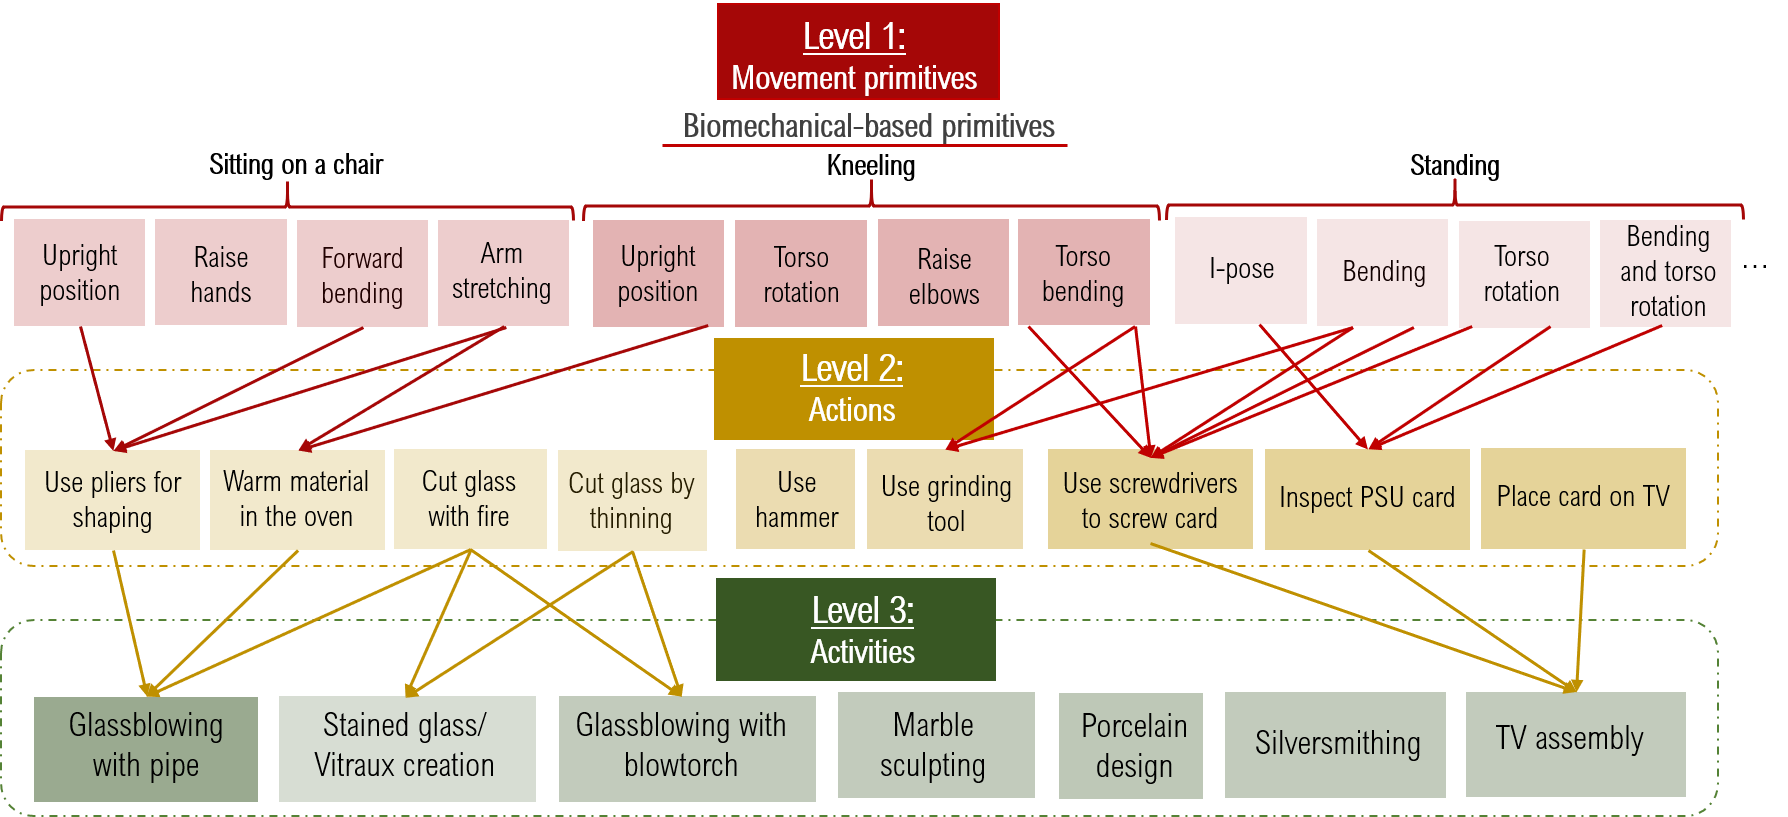 Level 1:
Movement primitives
Biomechanical-based primitives
Sitting on a chair
Kneeling
Standing
Upright
position
Raise
hands
Forward
bending
Arm
stretching
Upright
position
Torso
rotation
Raise
elbows
Torso
bending
I-pose
Bending
Torso
rotation
Bending
and torso
rotation
...
Level 2:
Actions
Use pliers for
shaping
Warm material
in the oven
Cut glass
with fire
Cut glass by
thinning
Use
hammer
Use grinding
tool
Use screwdrivers
to screw card
Inspect PSU card
Place card on TV
Level 3:
Activities
Glassblowing
with pipe
Stained glass/
Vitraux creation
Glassblowing with
blowtorch
Marble
sculpting
Porcelain
design
Silversmithing
TV assembly